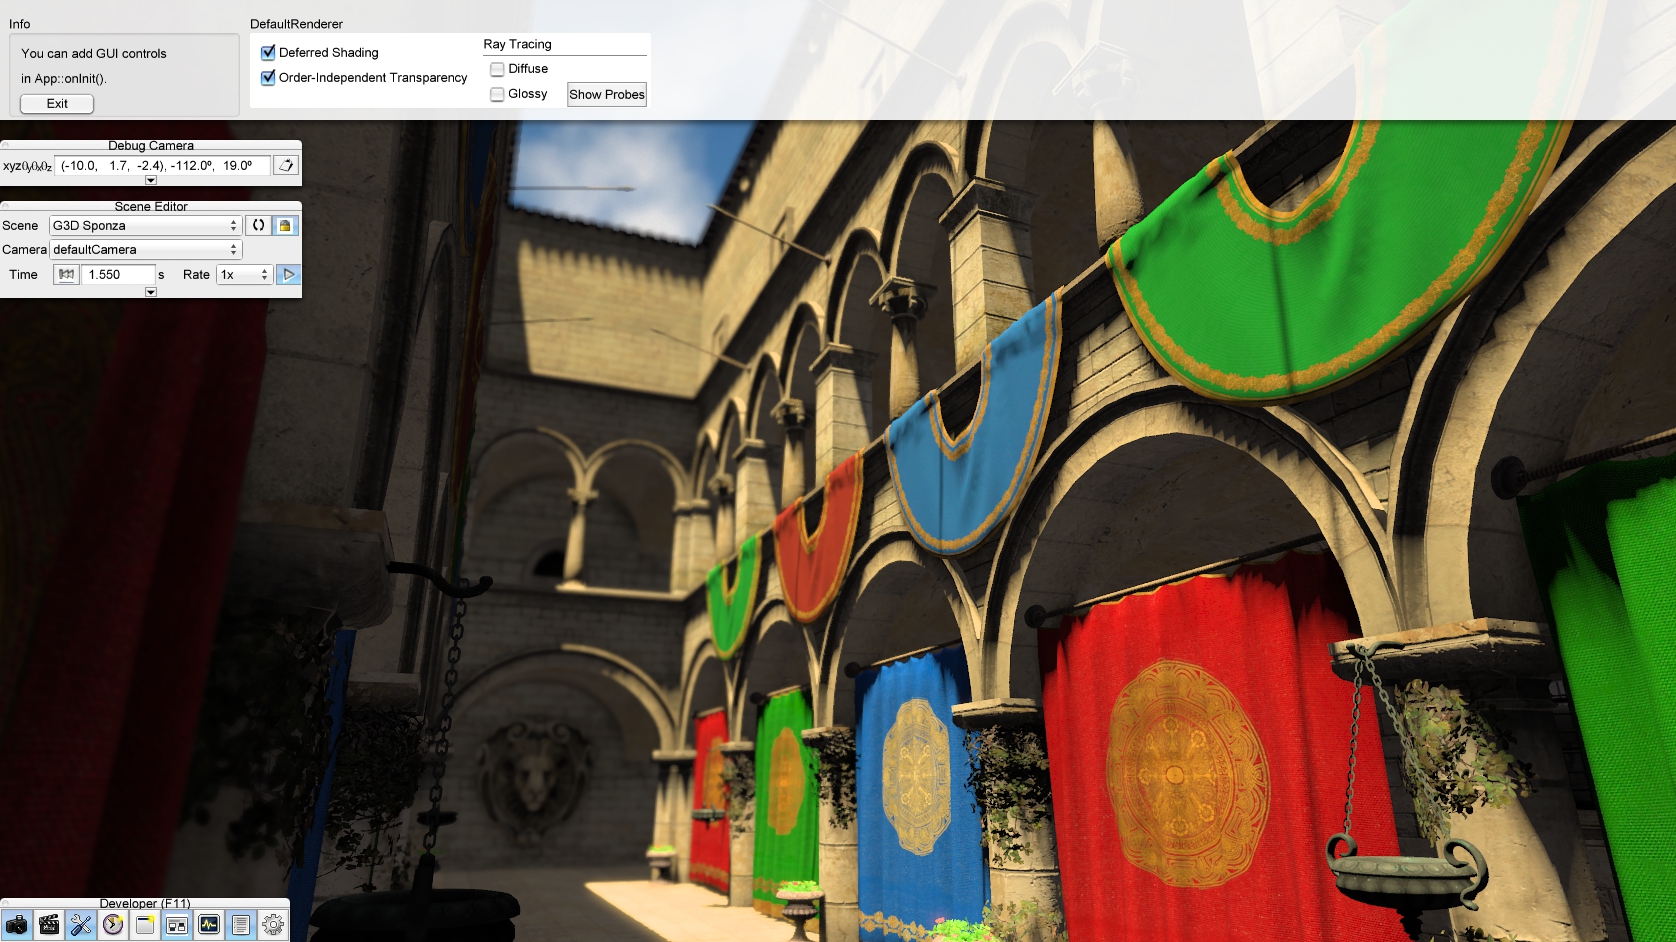 Info
You can add GUI controls
in App::onInit().
Exit
DefaultRenderer
Deferred Shading
Order-Independent Transparency
Ray Tracing
Diffuse
Glossy
Show Probes
Debug Camera
(-10.0, 1.7, -2.4), -112.0º, 19.0º
Scene Editor
Scene G3D Sponza
Camera defaultCamera
Time 1.550 s Rate 1x
Developer (F11)